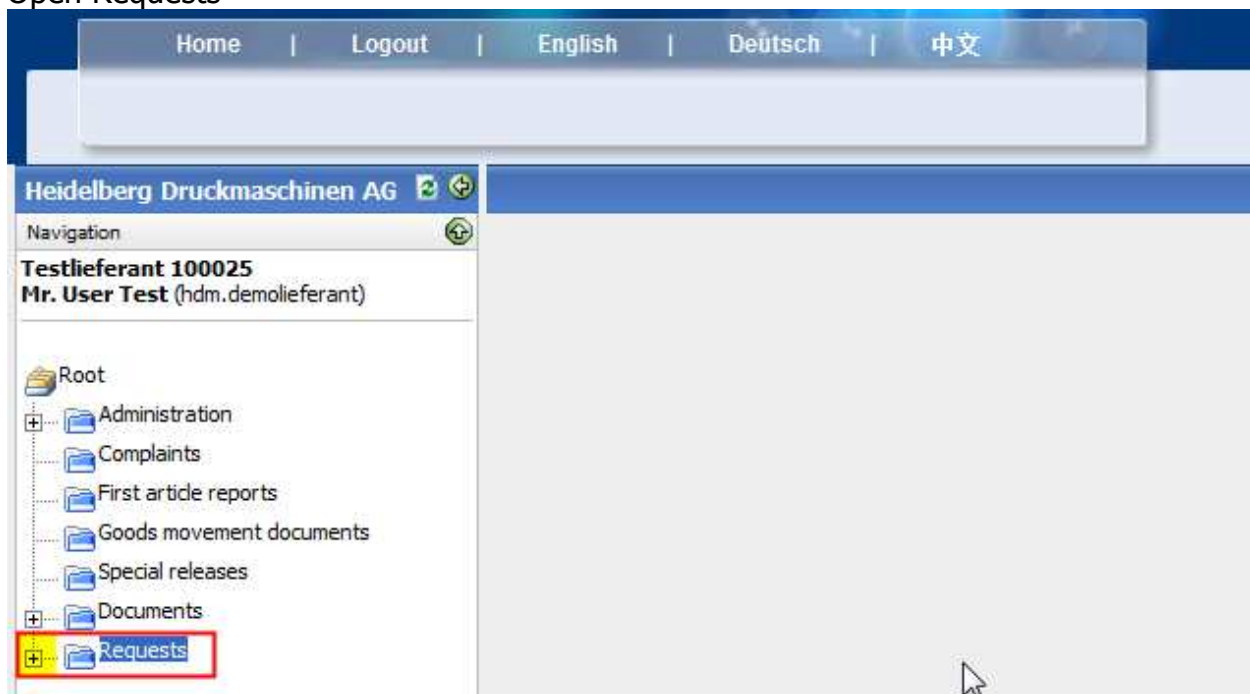 Open Requests
Home | Logout | English | Deutsch | 中文
Heidelberg Druckmaschinen AG
Navigation
Testlieferant 100025
Mr. User Test (hdm.demolieferant)
Root
Administration
Complaints
First article reports
Goods movement documents
Special releases
Documents
Requests